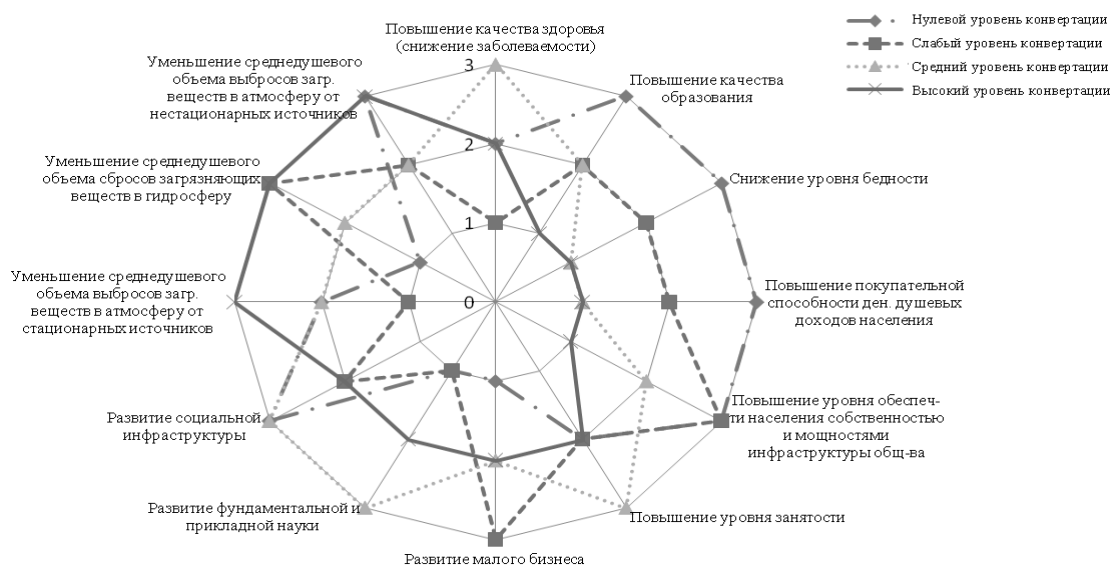 Нулевой уровень конвертации
Слабый уровень конвертации
Средний уровень конвертации
Высокий уровень конвертации
Повышение качества здоровья
(снижение заболеваемости)
Повышение качества
образования
Снижение уровня бедности
Повышение покупательной
способности ден. душевых
доходов населения
Повышение уровня обеспеч-
ти населения собственностью
и мощностями
инфраструктуры общ-ва
Повышение уровня занятости
Развитие малого бизнеса
Развитие фундаментальной и
прикладной науки
Развитие социальной
инфраструктуры
Уменьшение среднедушевого
объема выбросов загр.
веществ в атмосферу от
стационарных источников
Уменьшение среднедушевого
объема сбросов загрязняющих
веществ в гидросферу
Уменьшение среднедушевого
объема выбросов загр.
веществ в атмосферу от
нестационарных источников
3
2
1
0